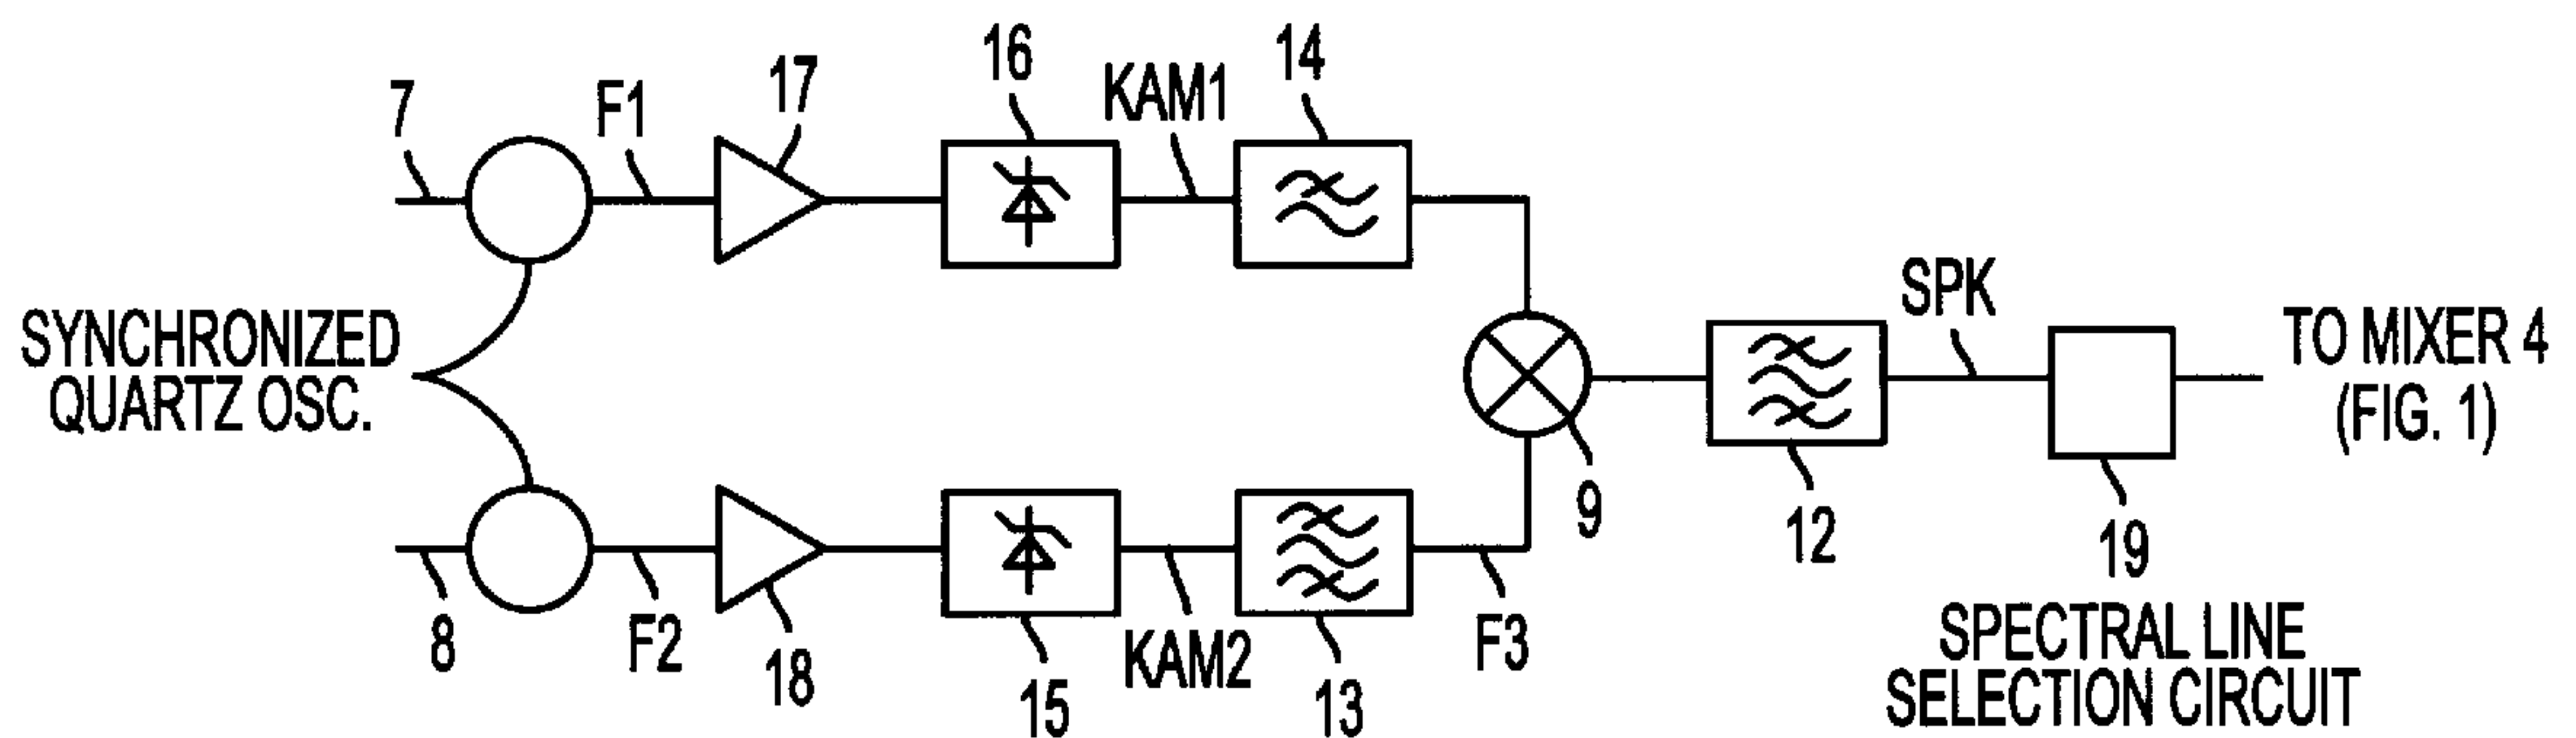 16
14
17
KAM1
7
F1
SYNCHRONIZED
QUARTZ OSC.
SPK
TO MIXER 4
(FIG. 1)
9
12
19
8
F2
18
15
KAM2
13
F3
SPECTRAL LINE
SELECTION CIRCUIT